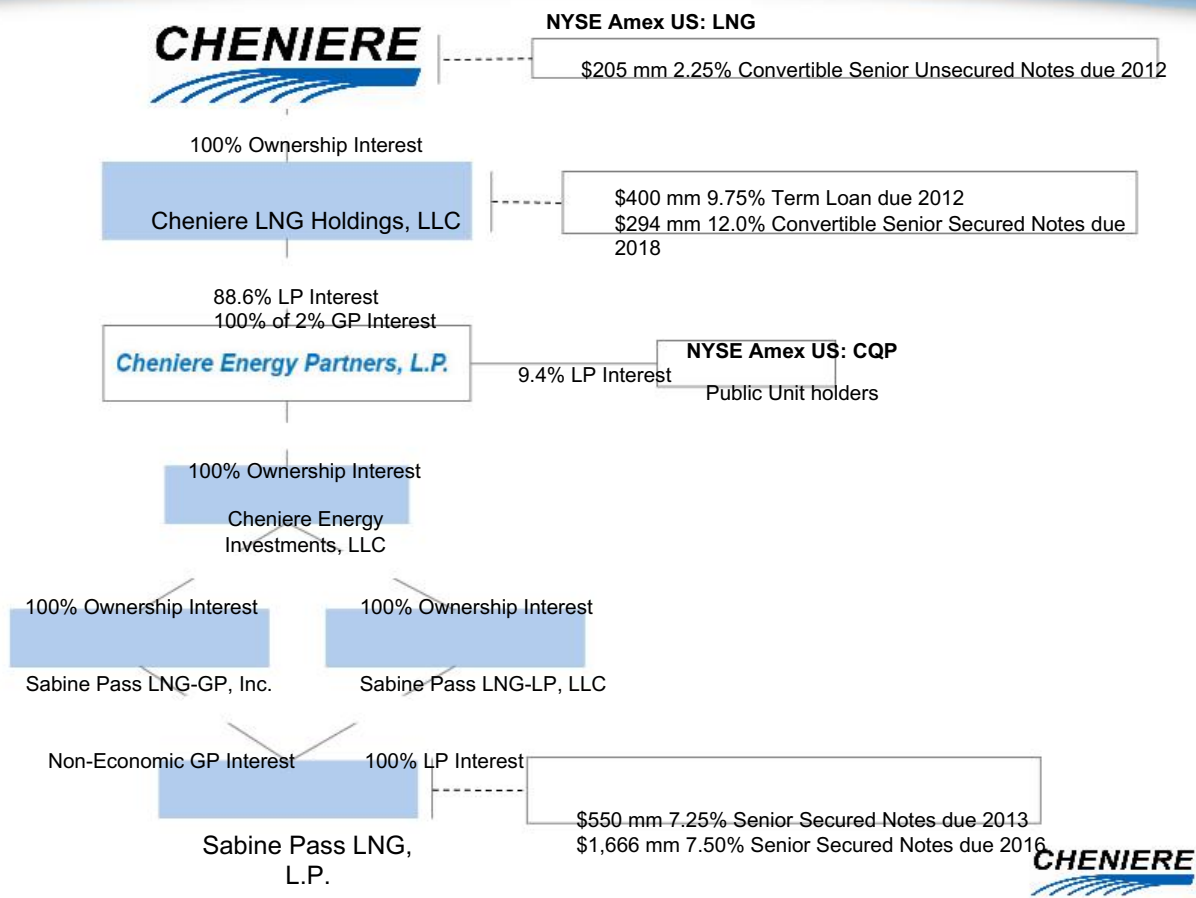 CHENIERE
NYSE Amex US: LNG
$205 mm 2.25% Convertible Senior Unsecured Notes due 2012
100% Ownership Interest
Cheniere LNG Holdings, LLC
$400 mm 9.75% Term Loan due 2012
$294 mm 12.0% Convertible Senior Secured Notes due
2018
88.6% LP Interest
100% of 2% GP Interest
Cheniere Energy Partners, L.P.
9.4% LP Interest
NYSE Amex US: CQP
Public Unit holders
100% Ownership Interest
Cheniere Energy
Investments, LLC
100% Ownership Interest
100% Ownership Interest
Sabine Pass LNG-GP, Inc.
Sabine Pass LNG-LP, LLC
Non-Economic GP Interest
100% LP Interest
Sabine Pass LNG,
L.P.
$550 mm 7.25% Senior Secured Notes due 2013
$1,666 mm 7.50% Senior Secured Notes due 2016
CHENIERE